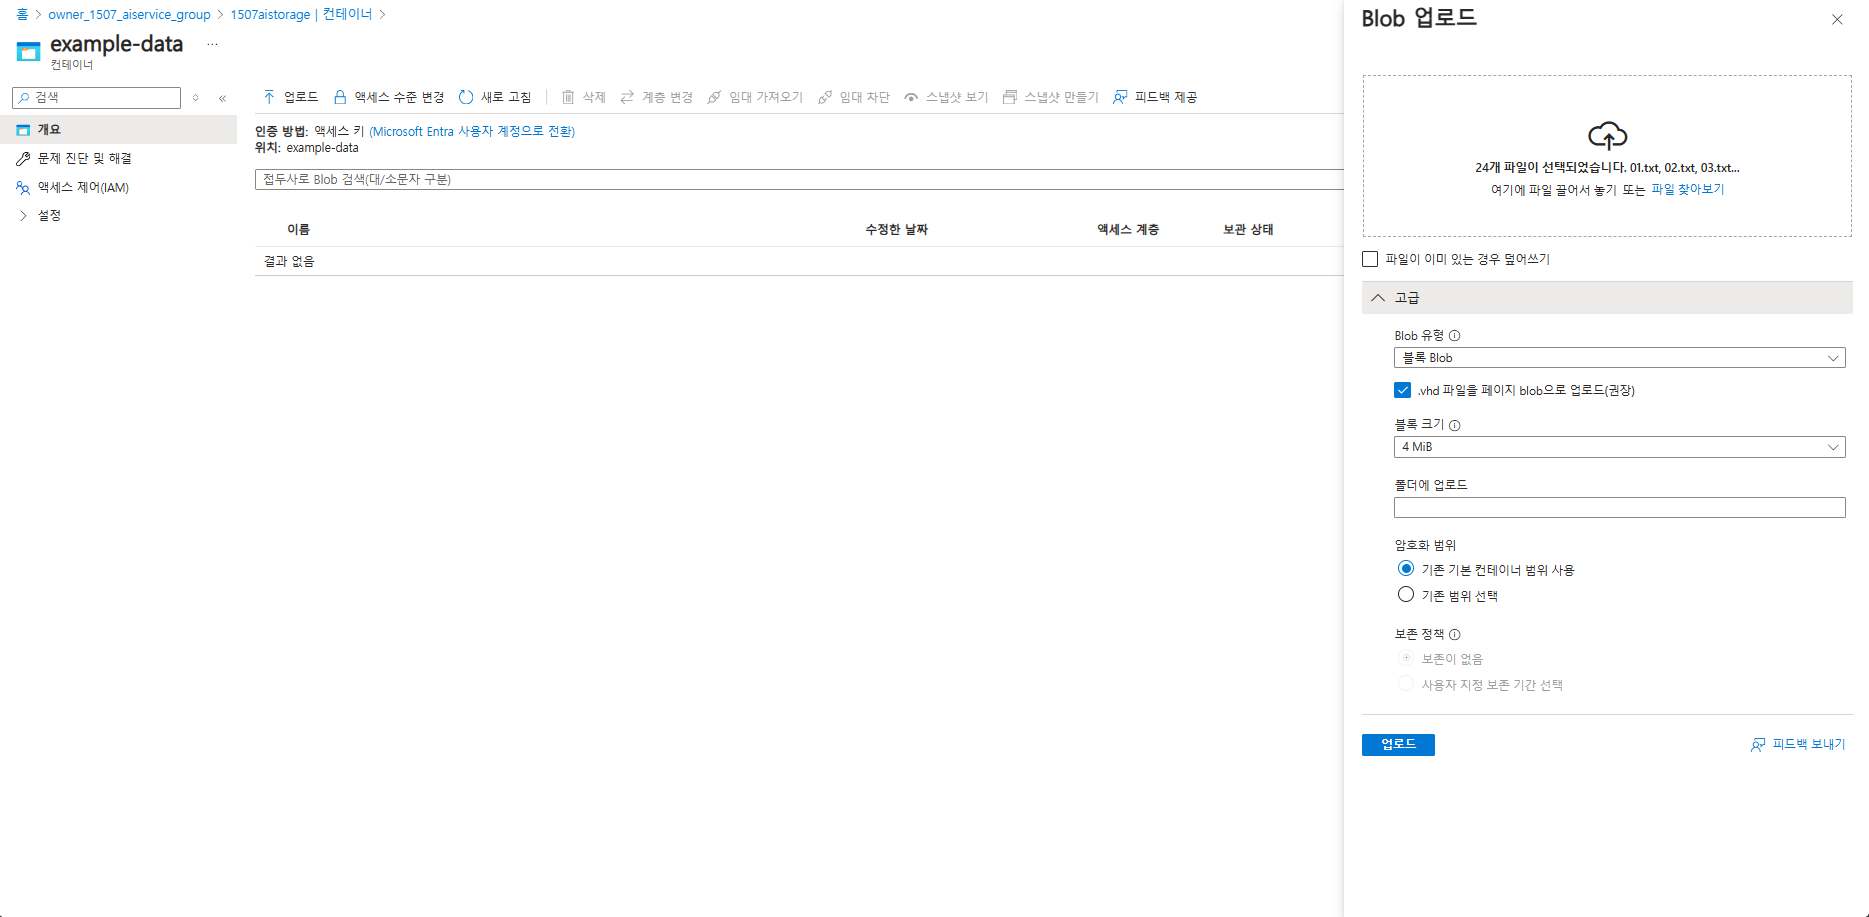 홈 > owner_1507_aiservice_group > 1507aistorage | 컨테이너 >
example-data ...
컨테이너
검색
개요
문제 진단 및 해결
액세스 제어(IAM)
설정
업로드 액세스 수준 변경 새로 고침 삭제 계층 변경 임대 가져오기 임대 차단 스냅샷 보기 스냅샷 만들기 피드백 제공
인증 방법: 액세스 키 (Microsoft Entra 사용자 계정으로 전환)
위치: example-data
접두사로 Blob 검색(대/소문자 구분)
이름 수정한 날짜 액세스 계층 보관 상태
결과 없음
Blob 업로드
24개 파일이 선택되었습니다. 01.txt, 02.txt, 03.txt...
여기에 파일 끌어서 놓기 또는 파일 찾아보기
파일이 이미 있는 경우 덮어쓰기
고급
Blob 유형
블록 Blob
.vhd 파일을 페이지 blob으로 업로드(권장)
블록 크기
4 MiB
폴더에 업로드
암호화 범위
기존 기본 컨테이너 범위 사용
기존 범위 선택
보존 정책
보존이 없음
사용자 지정 보존 기간 선택
업로드 피드백 보내기